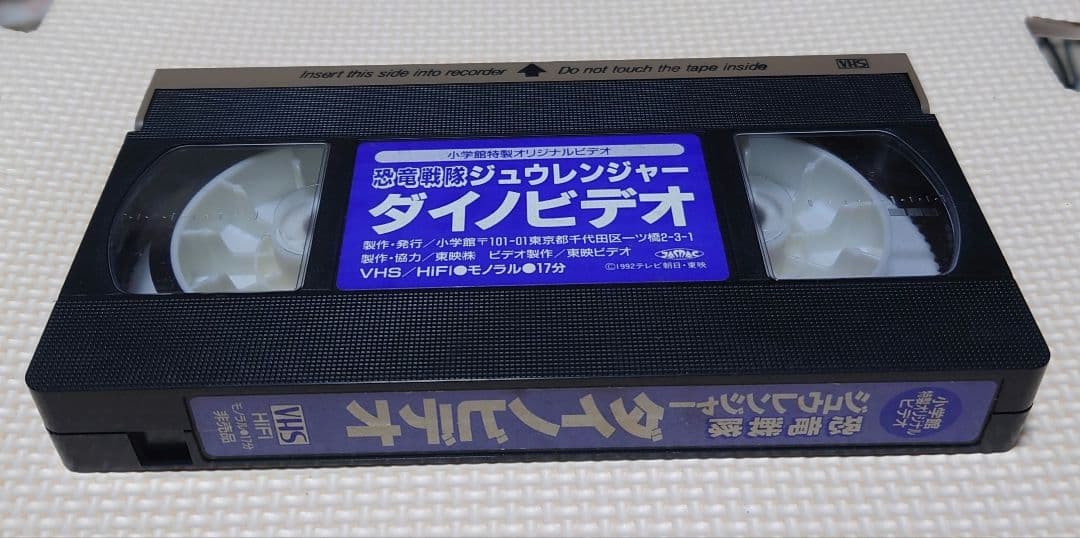 Insert this side into recorder Do not touch the tape inside VHS
小学館特製オリジナルビデオ
恐竜戦隊ジュウレンジャー
ダイノビデオ
製作・発行/小学館〒101-01東京都千代田区一ツ橋2-3-1
製作・協力/東映㈱ ビデオ製作/東映ビデオ
VHS/HiFi●モノラル●17分
©1992テレビ朝日・東映
小学館
特製オリジナル
ビデオ
恐竜戦隊
ジュウレンジャー
ダイノビデオ
VHS
HiFi
モノラル●17分
非売品